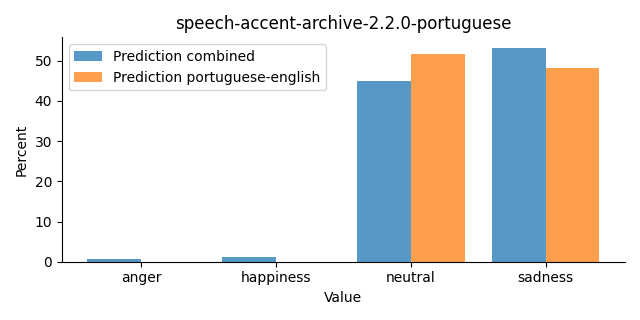 speech-accent-archive-2.2.0-portuguese
Prediction combined
Prediction portuguese-english
Percent
50
40
30
20
10
0
anger happiness neutral sadness
Value